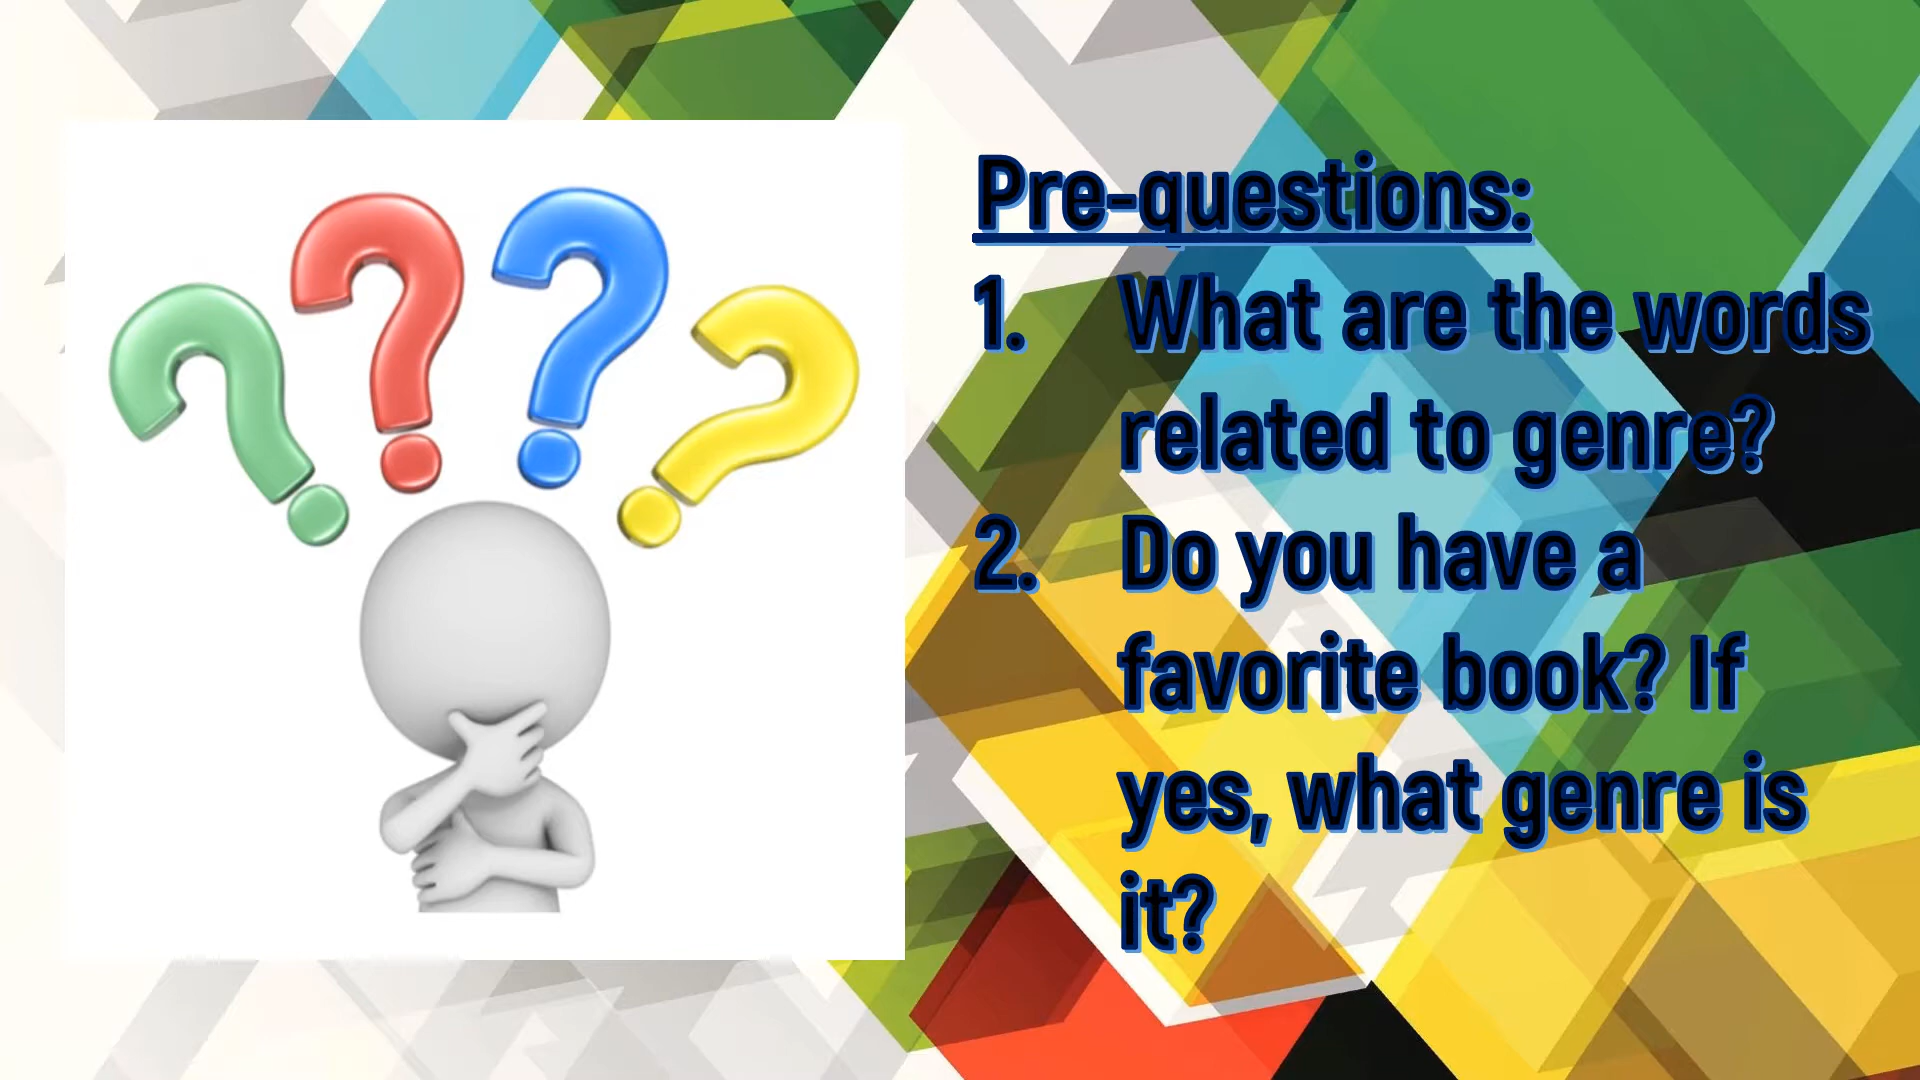 Pre-questions:
1. What are the words
related to genre?
2. Do you have a
favorite book? If
yes, what genre is
it?